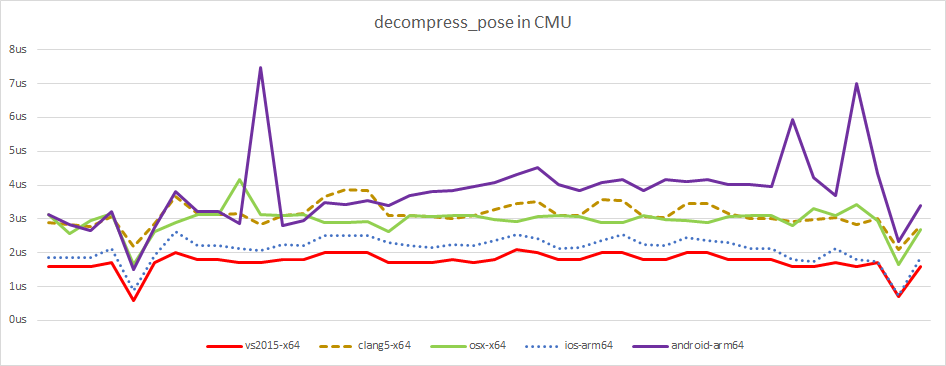 decompress_pose in CMU
8us
7us
6us
5us
4us
3us
2us
1us
0us
vs2015-x64 clang5-x64 osx-x64 ios-arm64 android-arm64